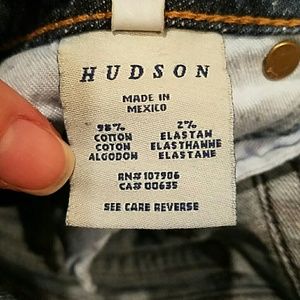 HUDSON
MADE IN
MEXICO
98% 2%
COTTON ELASTAN
COTON ELASTHANNE
ALGODON ELASTANE
RN# 107906
CA# 00635
SEE CARE REVERSE